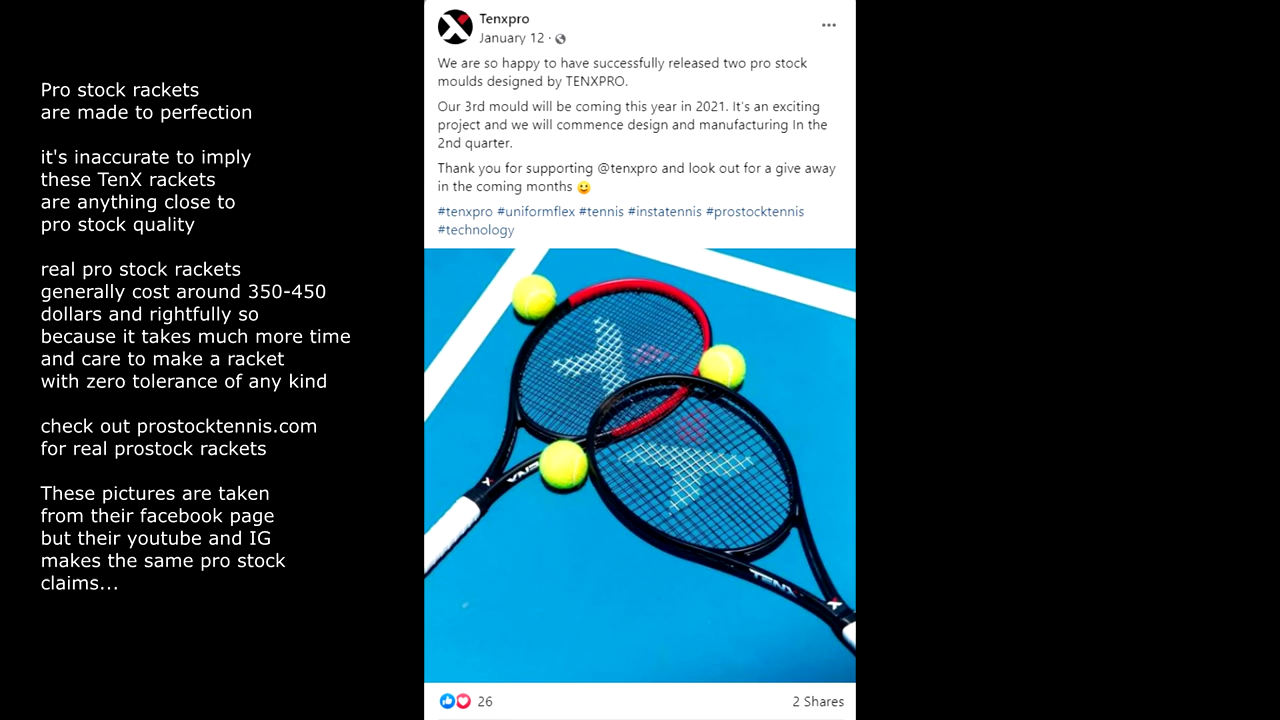 Pro stock rackets
are made to perfection
it's inaccurate to imply
these TenX rackets
are anything close to
pro stock quality
real pro stock rackets
generally cost around 350-450
dollars and rightfully so
because it takes much more time
and care to make a racket
with zero tolerance of any kind
check out prostocktennis.com
for real prostock rackets
These pictures are taken
from their facebook page
but their youtube and IG
makes the same pro stock
claims...
Tenxpro
January 12 ·
We are so happy to have successfully released two pro stock
moulds designed by TENXPRO.
Our 3rd mould will be coming this year in 2021. It's an exciting
project and we will commence design and manufacturing In the
2nd quarter.
Thank you for supporting @tenxpro and look out for a give away
in the coming months
#tenxpro #uniformflex #tennis #instatennis #prostocktennis
#technology
TENX
26
2 Shares